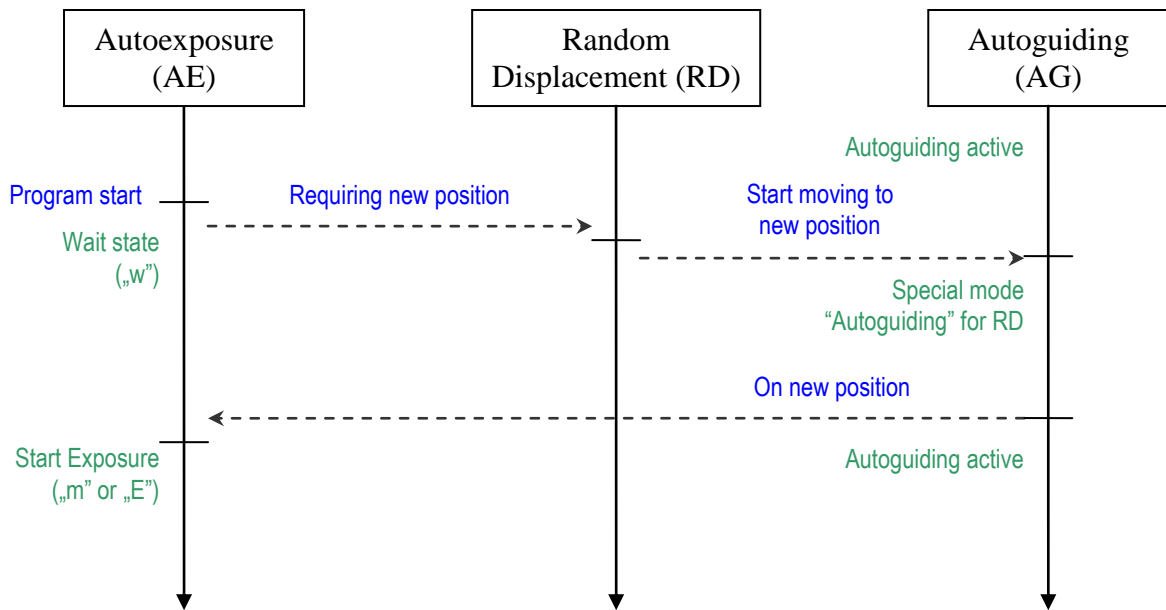 Autoexposure
(AE)
Random
Displacement (RD)
Autoguiding
(AG)
Autoguiding active
Program start
Requiring new position
Start moving to
new position
Wait state
(„w”)
Special mode
“Autoguiding” for RD
On new position
Start Exposure
(„m” or „E”)
Autoguiding active